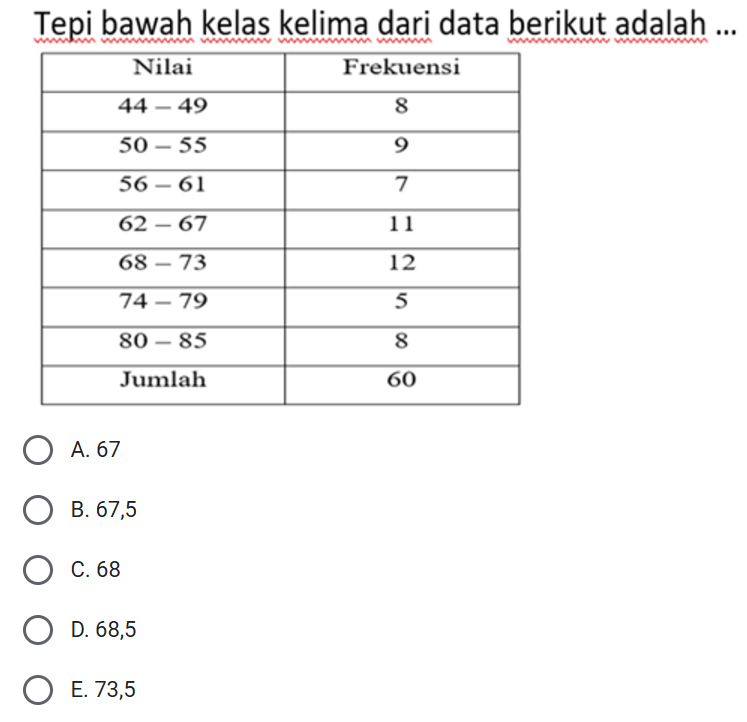 Tepi bawah kelas kelima dari data berikut adalah ...
Nilai Frekuensi
44 – 49 8
50 – 55 9
56 – 61 7
62 – 67 11
68 – 73 12
74 – 79 5
80 – 85 8
Jumlah 60
A. 67
B. 67,5
C. 68
D. 68,5
E. 73,5